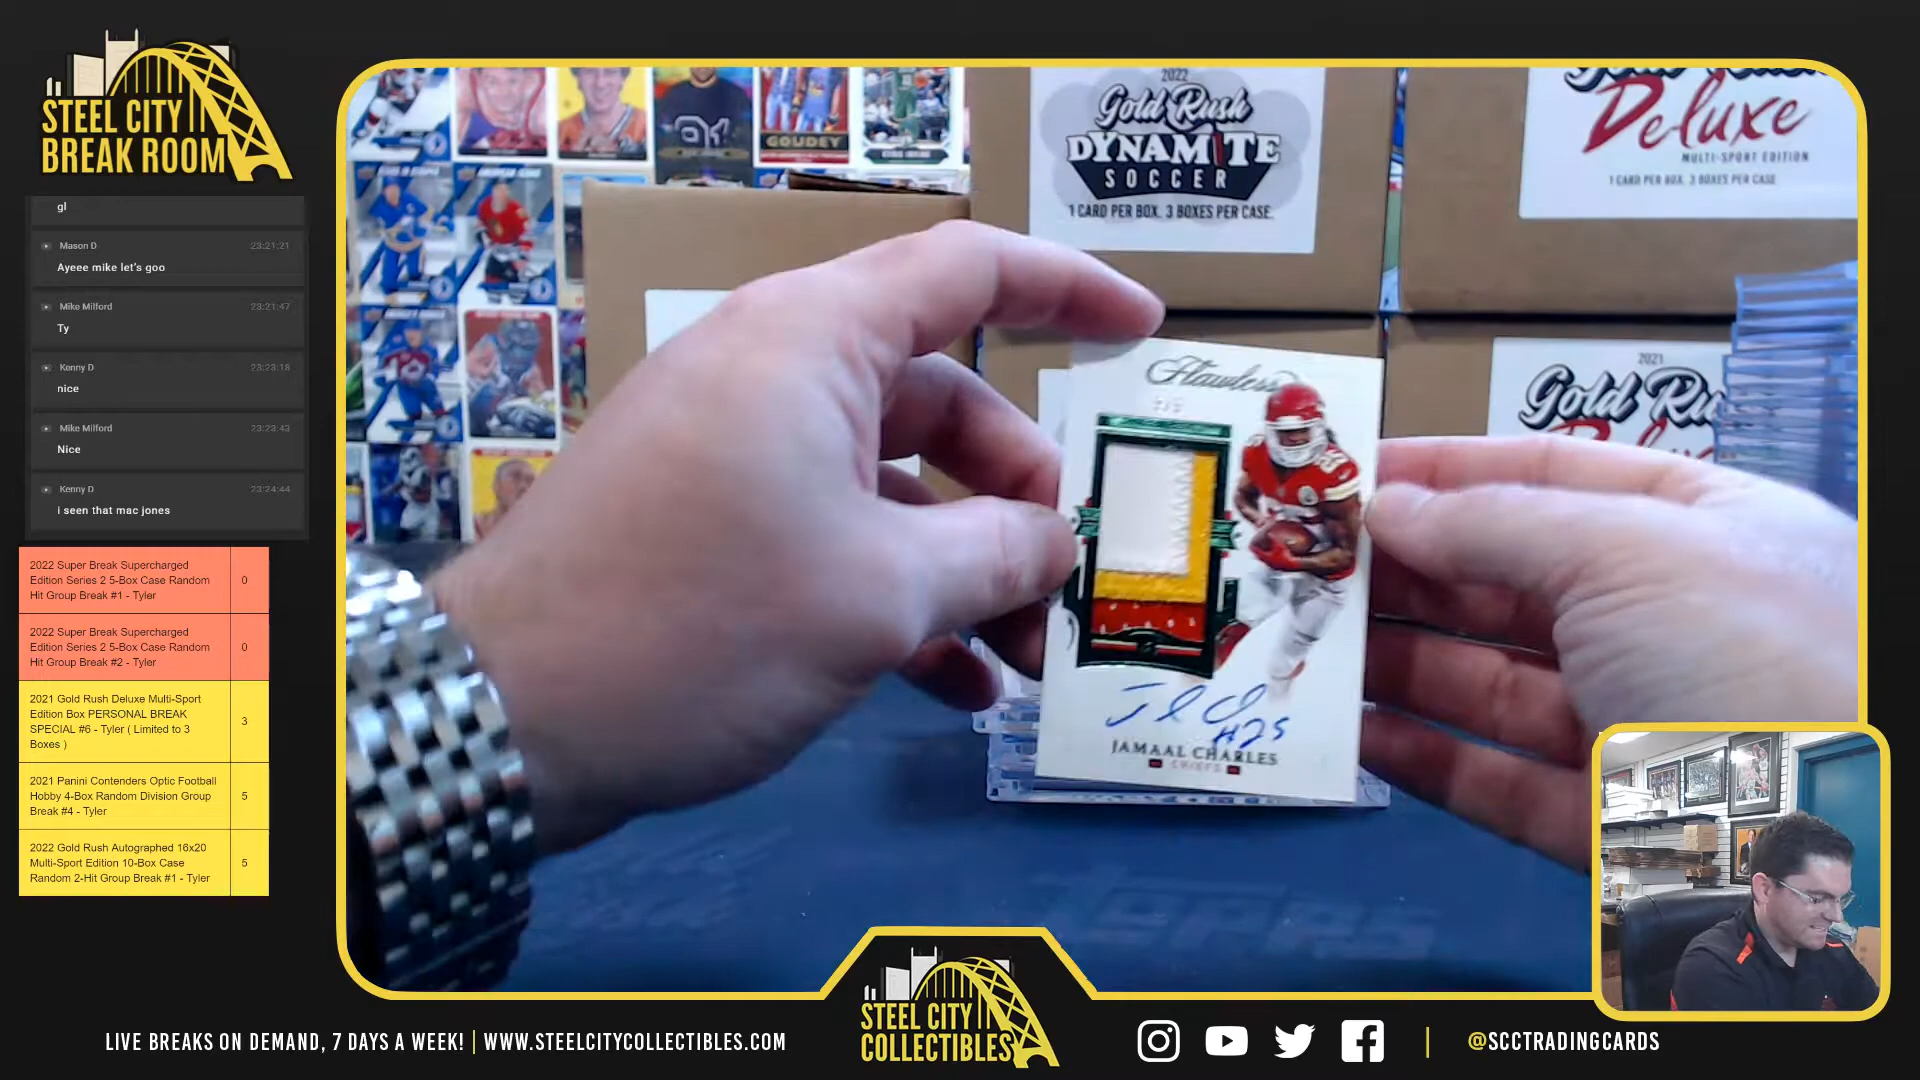 STEEL CITY
BREAK ROOM
gl
Mason D 23:21:21
Ayeee mike let's goo
Mike Milford 23:21:47
Ty
Kenny D 23:23:18
nice
Mike Milford 23:23:43
Nice
Kenny D 23:24:44
i seen that mac jones
2022 Super Break Supercharged
Edition Series 2 5-Box Case Random
Hit Group Break #1 - Tyler
0
2022 Super Break Supercharged
Edition Series 2 5-Box Case Random
Hit Group Break #2 - Tyler
0
2021 Gold Rush Deluxe Multi-Sport
Edition Box PERSONAL BREAK
SPECIAL #6 - Tyler ( Limited to 3
Boxes )
3
2021 Panini Contenders Optic Football
Hobby 4-Box Random Division Group
Break #4 - Tyler
5
2022 Gold Rush Autographed 16x20
Multi-Sport Edition 10-Box Case
Random 2-Hit Group Break #1 - Tyler
5
GOUDEY
2022
Gold Rush
DYNAMITE
SOCCER
1 CARD PER BOX. 3 BOXES PER CASE.
Gold Rush
Deluxe
MULTI-SPORT EDITION
1 CARD PER BOX. 3 BOXES PER CASE
2021
Gold Ru
Flawless
#25
JAMAAL CHARLES
CHIEFS
TOPPS
STEEL CITY
COLLECTIBLES
LIVE BREAKS ON DEMAND, 7 DAYS A WEEK! | WWW.STEELCITYCOLLECTIBLES.COM
| @SCCTRADINGCARDS